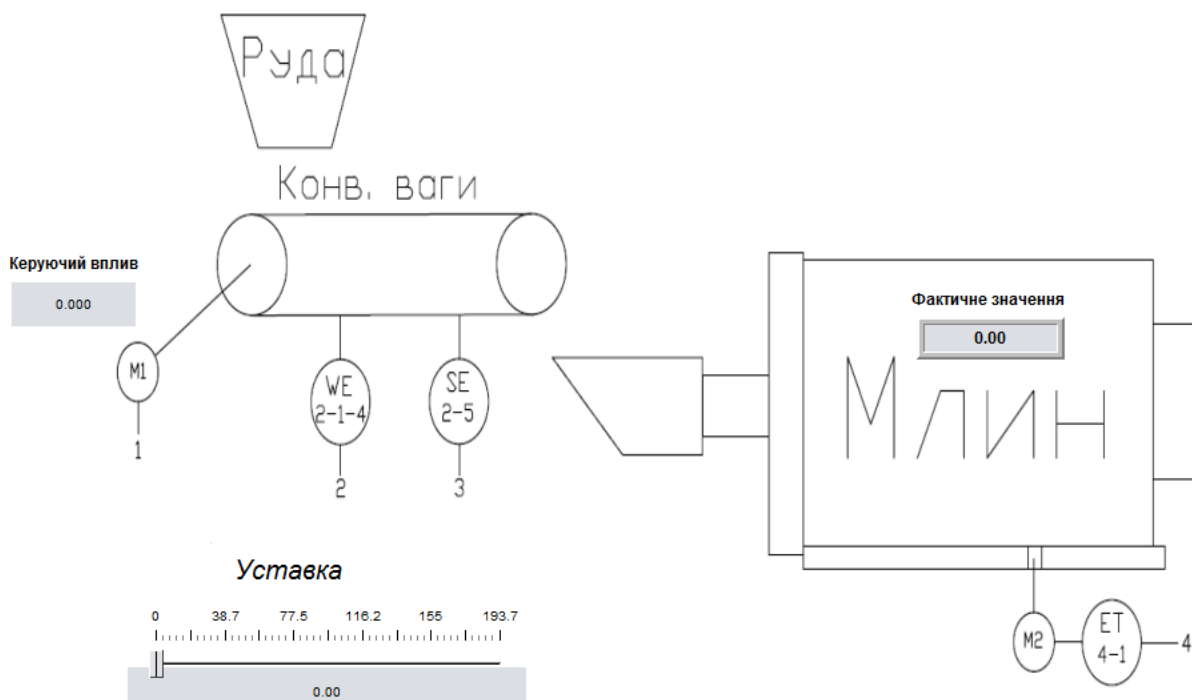 Руда
Конв. ваги
Керуючий вплив
0.000
Фактичне значення
0.00
М1
WE
2-1-4
SE
2-5
Млин
1
2
3
Уставка
0 38.7 77.5 116.2 155 193.7
0.00
М2
ET
4-1
4